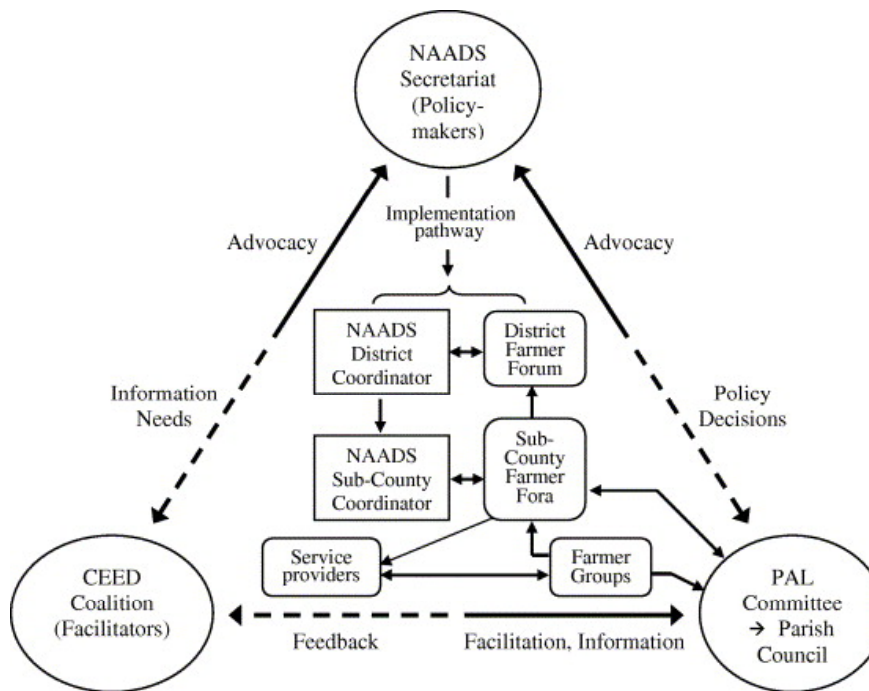 NAADS
Secretariat
(Policy-
makers)
Implementation
pathway
Advocacy
Advocacy
NAADS
District
Coordinator
District
Farmer
Forum
Information
Needs
Policy
Decisions
NAADS
Sub-County
Coordinator
Sub-
County
Farmer
Fora
Service
providers
Farmer
Groups
CEED
Coalition
(Facilitators)
PAL
Committee
→ Parish
Council
Feedback
Facilitation, Information